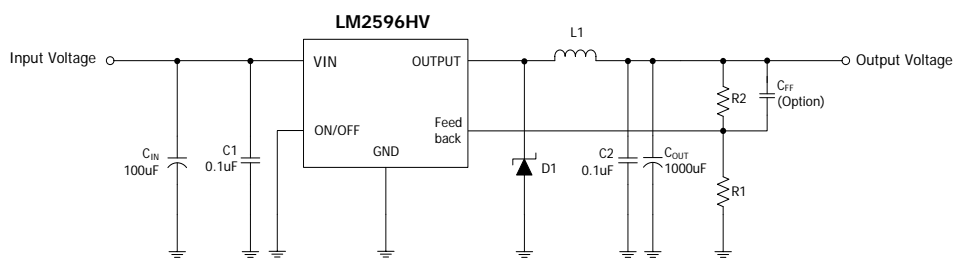 LM2596HV
L1
Input Voltage
VIN
OUTPUT
Output Voltage
R2
CFF
(Option)
ON/OFF
Feed
back
GND
CIN
100uF
C1
0.1uF
D1
C2
0.1uF
COUT
1000uF
R1